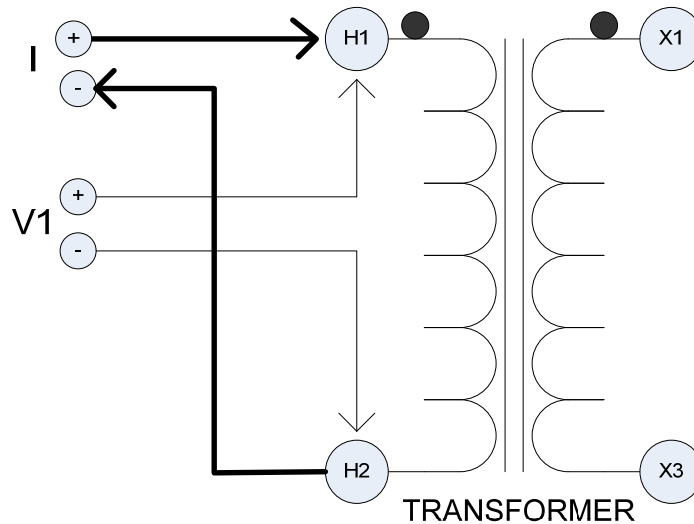 I
+
-
H1
X1
V1
+
-
H2
X3
TRANSFORMER